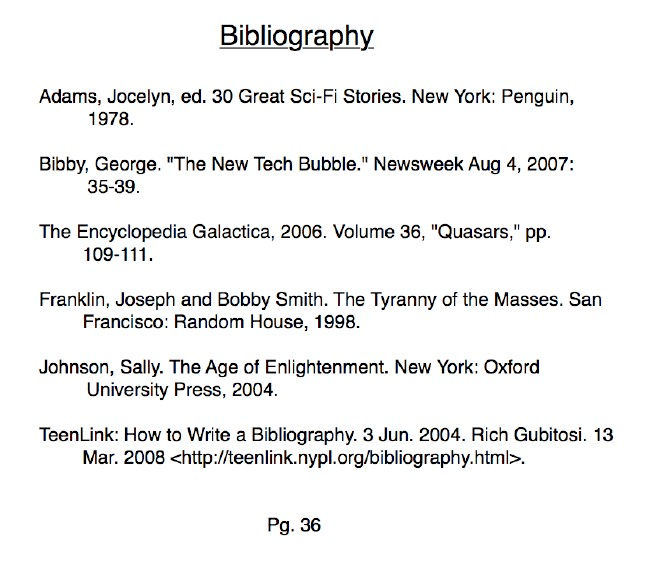 Bibliography
Adams, Jocelyn, ed. 30 Great Sci-Fi Stories. New York: Penguin,
1978.
Bibby, George. "The New Tech Bubble." Newsweek Aug 4, 2007:
35-39.
The Encyclopedia Galactica, 2006. Volume 36, "Quasars," pp.
109-111.
Franklin, Joseph and Bobby Smith. The Tyranny of the Masses. San
Francisco: Random House, 1998.
Johnson, Sally. The Age of Enlightenment. New York: Oxford
University Press, 2004.
TeenLink: How to Write a Bibliography. 3 Jun. 2004. Rich Gubitosi. 13
Mar. 2008 <http://teenlink.nypl.org/bibliography.html>.
Pg. 36